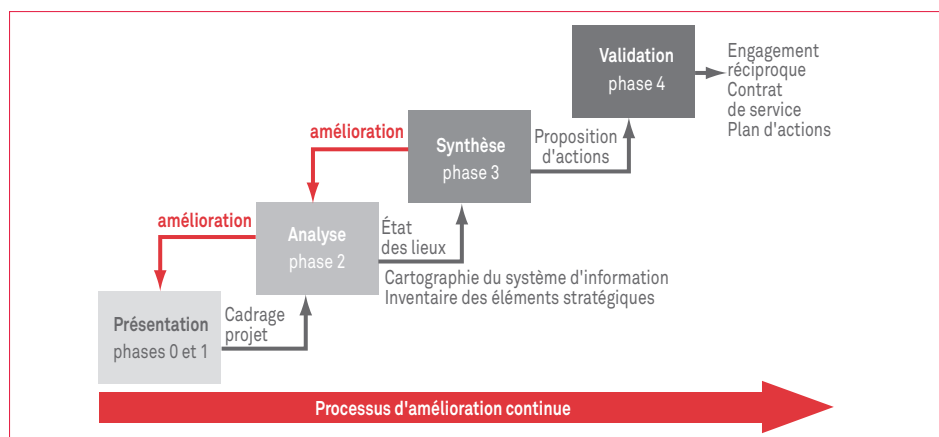 Validation
phase 4
Engagement
réciproque
Contrat
de service
Plan d'actions
amélioration
Synthèse
phase 3
Proposition
d'actions
amélioration
Analyse
phase 2
État
des lieux
Cartographie du système d'information
Inventaire des éléments stratégiques
Présentation
phases 0 et 1
Cadrage
projet
Processus d'amélioration continue